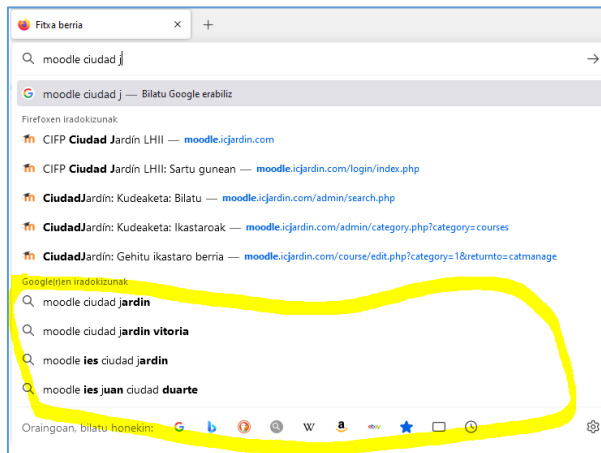 Fitxa berria
moodle ciudad j
moodle ciudad j — Bilatu Google erabiliz
Firefoxen iradokizunak
CIFP Ciudad Jardín LHII — moodle.icjardin.com
CIFP Ciudad Jardín LHII: Sartu gunean — moodle.icjardin.com/login/index.php
CiudadJardín: Kudeaketa: Bilatu — moodle.icjardin.com/admin/search.php
CiudadJardín: Kudeaketa: Ikastaroak — moodle.icjardin.com/admin/category.php?category=courses
CiudadJardín: Gehitu ikastaro berria — moodle.icjardin.com/course/edit.php?category=1&returnto=catmanage
Google(r)en iradokizunak
moodle ciudad jardin
moodle ciudad jardin vitoria
moodle ies ciudad jardin
moodle ies juan ciudad duarte
Oraingoan, bilatu honekin: